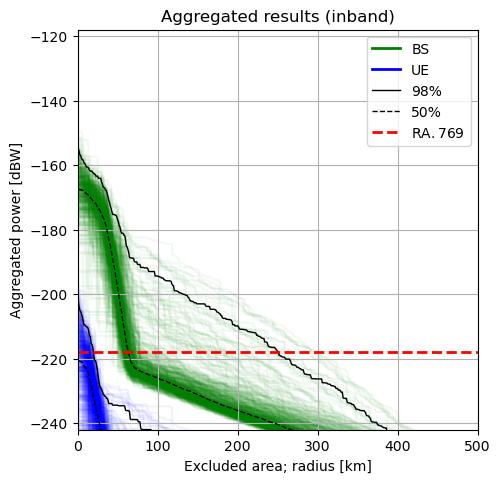 Aggregated results (inband)
BS
UE
98%
50%
RA. 769
Aggregated power [dBW]
−120
−140
−160
−180
−200
−220
−240
0 100 200 300 400 500
Excluded area; radius [km]